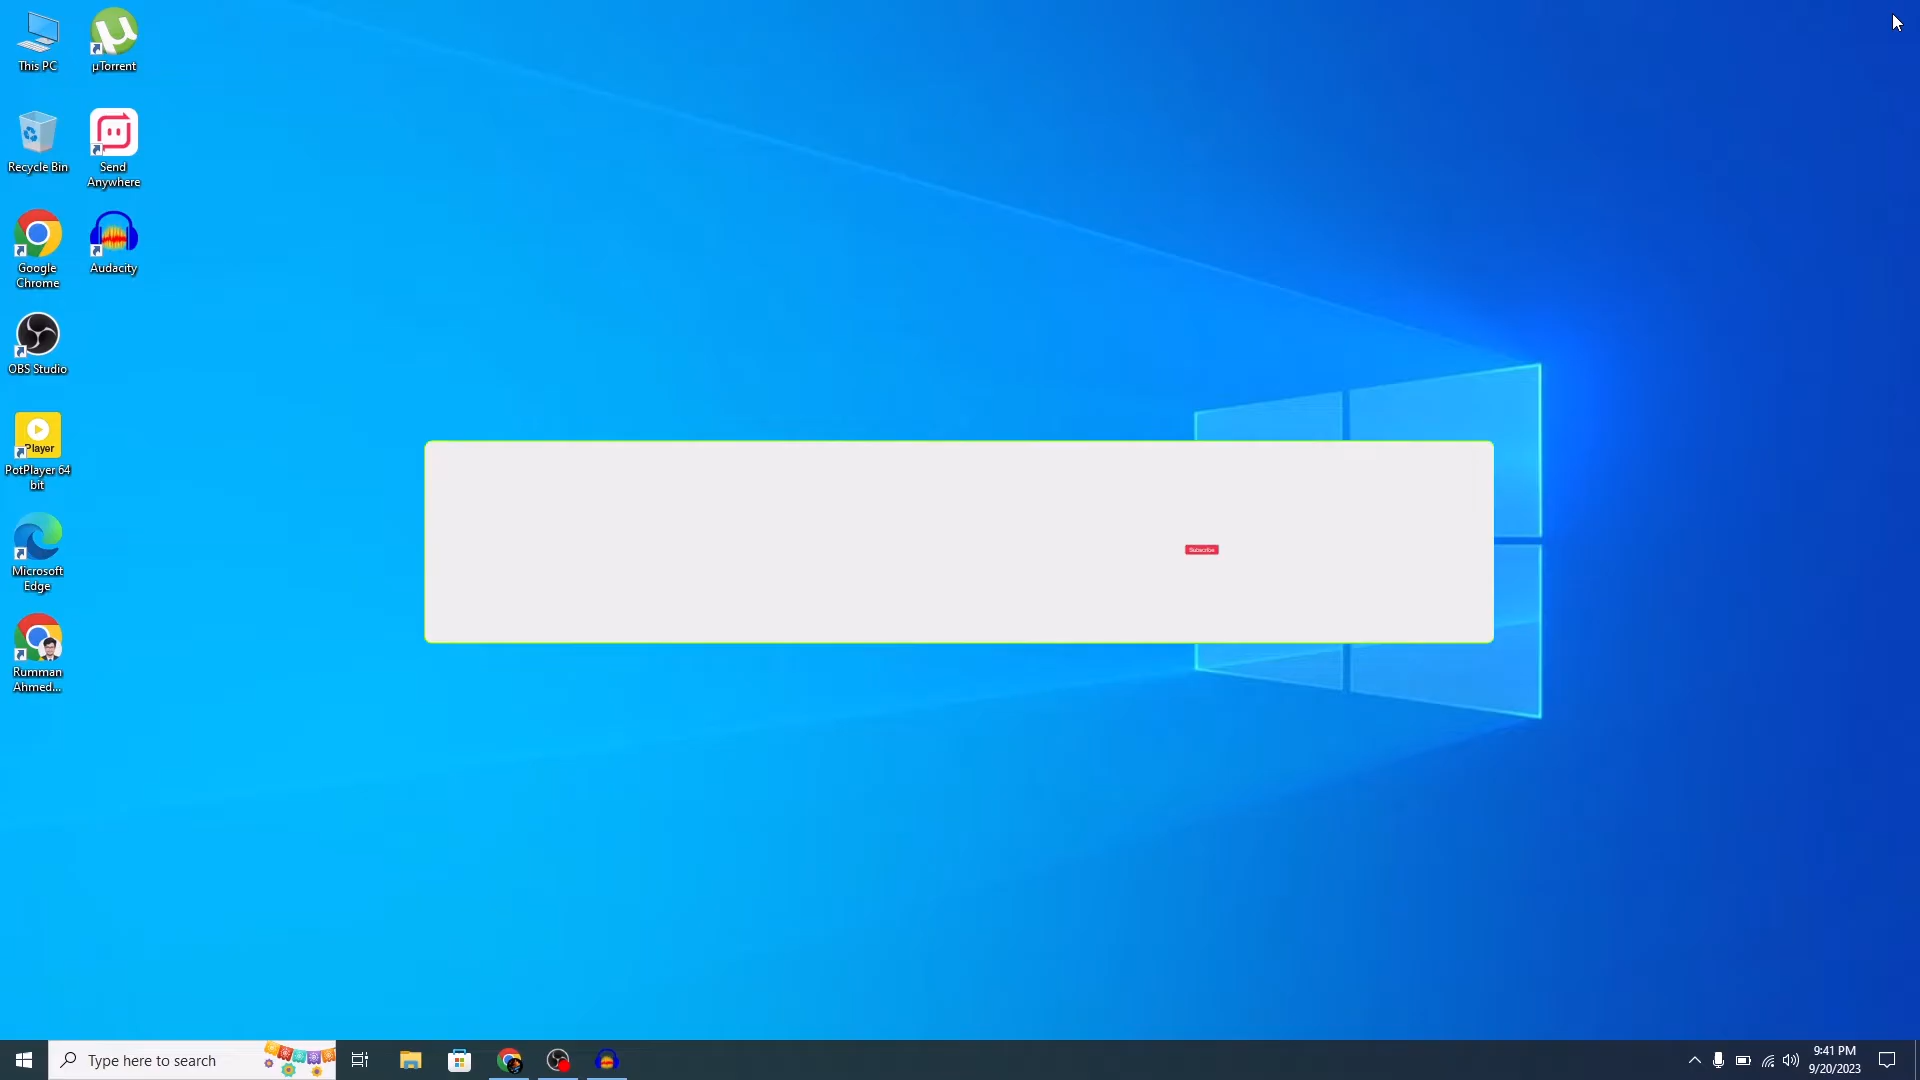 This PC
µTorrent
Recycle Bin
Send
Anywhere
Google
Chrome
Audacity
OBS Studio
Player
PotPlayer 64
bit
Subscribe
Microsoft
Edge
Rumman
Ahmed...
Type here to search
9:41 PM
9/20/2023